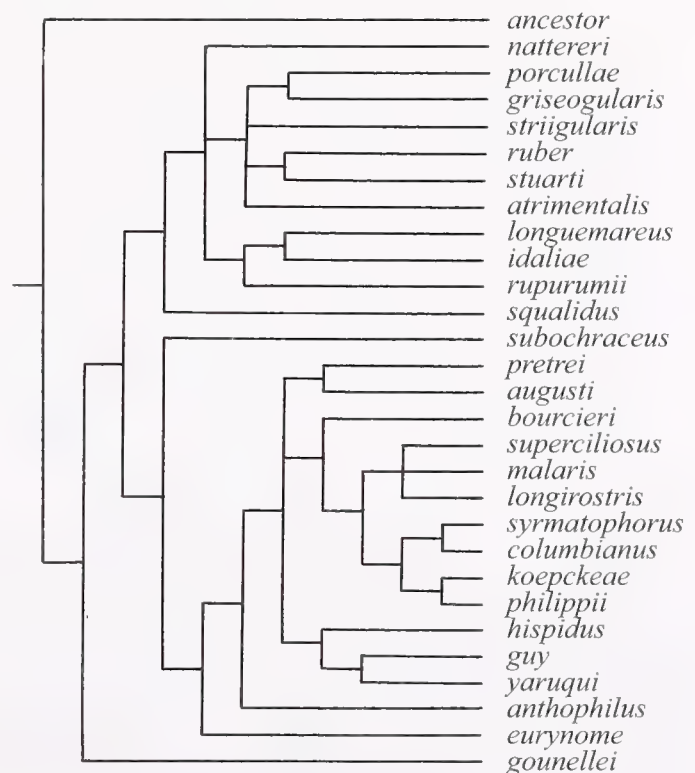 ancestor
nattereri
porcullae
griseogularis
striigularis
ruber
stuarti
atrimentalis
longuemareus
idaliae
rupurumii
squalidus
subochraceus
pretrei
augusti
bourcieri
superciliosus
malaris
longirostris
syrmatophorus
columbianus
koepckeae
philippii
hispidus
guy
yaruqui
anthophilus
eurynome
gounellei